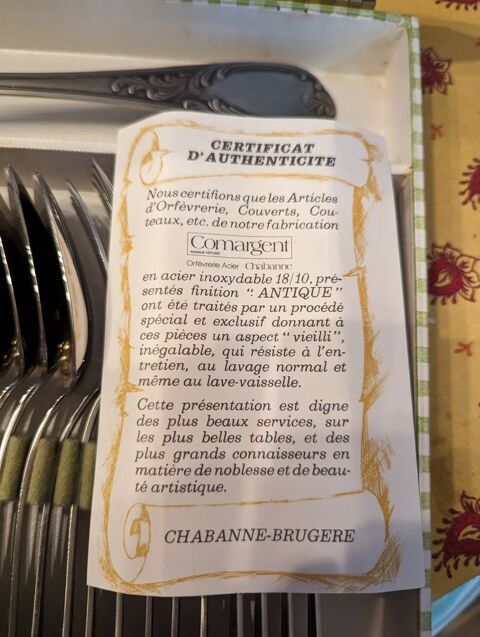 CERTIFICAT
D'AUTHENTICITE
Nous certifions que les Articles
d'Orfèvrerie, Couverts, Cou-
teaux, etc. de notre fabrication
Comargent
MARQUE DÉPOSÉE
Orfèvrerie Acier Chabanne
en acier inoxydable 18/10, pré-
sentés finition " ANTIQUE "
ont été traités par un procédé
spécial et exclusif donnant à
ces pièces un aspect " vieilli ",
inégalable, qui résiste à l'en-
tretien, au lavage normal et
même au lave-vaisselle.
Cette présentation est digne
des plus beaux services, sur
les plus belles tables, et des
plus grands connaisseurs en
matière de noblesse et de beau-
té artistique.
CHABANNE-BRUGERE